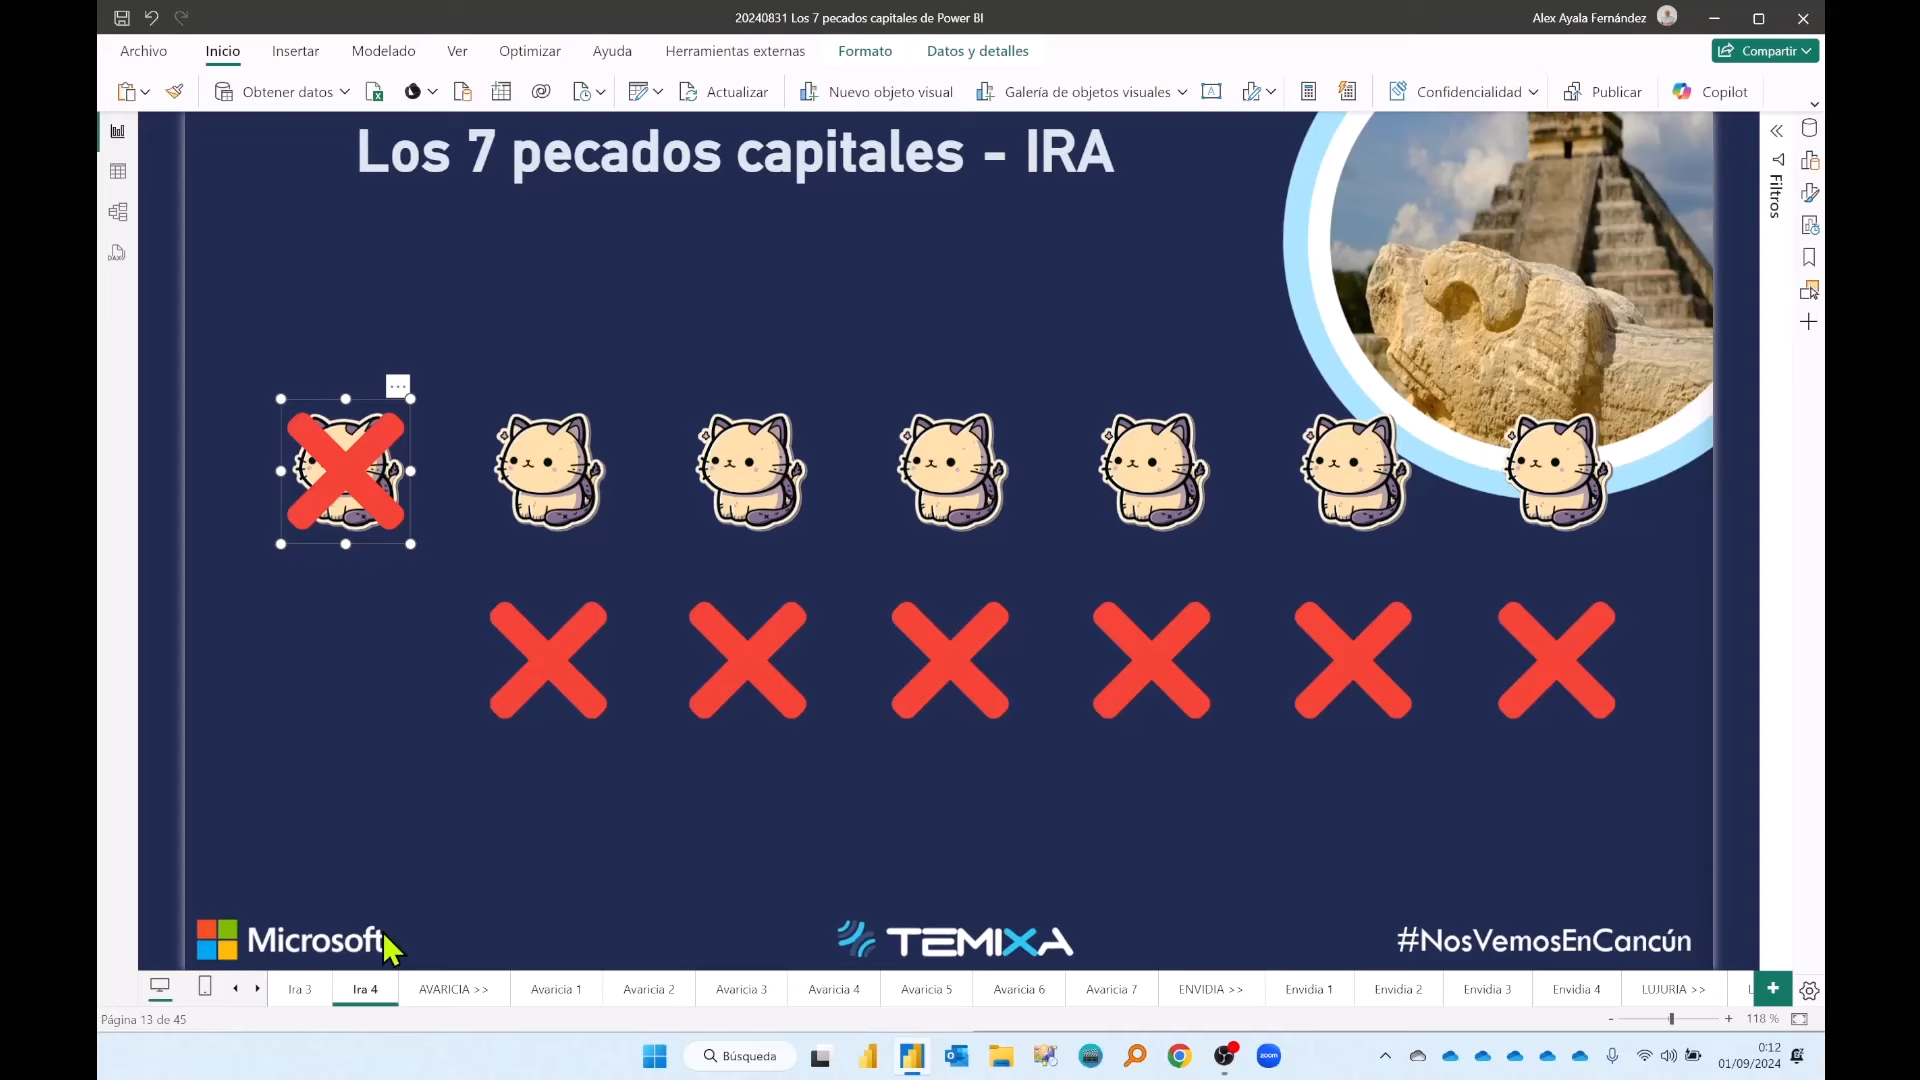 20240831 Los 7 pecados capitales de Power BI
Alex Ayala Fernández
Archivo
Inicio
Insertar
Modelado
Ver
Optimizar
Ayuda
Herramientas externas
Formato
Datos y detalles
Compartir
Obtener datos
Actualizar
Nuevo objeto visual
Galería de objetos visuales
Confidencialidad
Publicar
Copilot
DAX
Filtros
Los 7 pecados capitales - IRA
...
Microsoft
TEMIXA
#NosVemosEnCancún
Ira 3
Ira 4
AVARICIA >>
Avaricia 1
Avaricia 2
Avaricia 3
Avaricia 4
Avaricia 5
Avaricia 6
Avaricia 7
ENVIDIA >>
Envidia 1
Envidia 2
Envidia 3
Envidia 4
LUJURIA >>
L
Página 13 de 45
- + 118 %
Búsqueda
zoom
0:12
01/09/2024